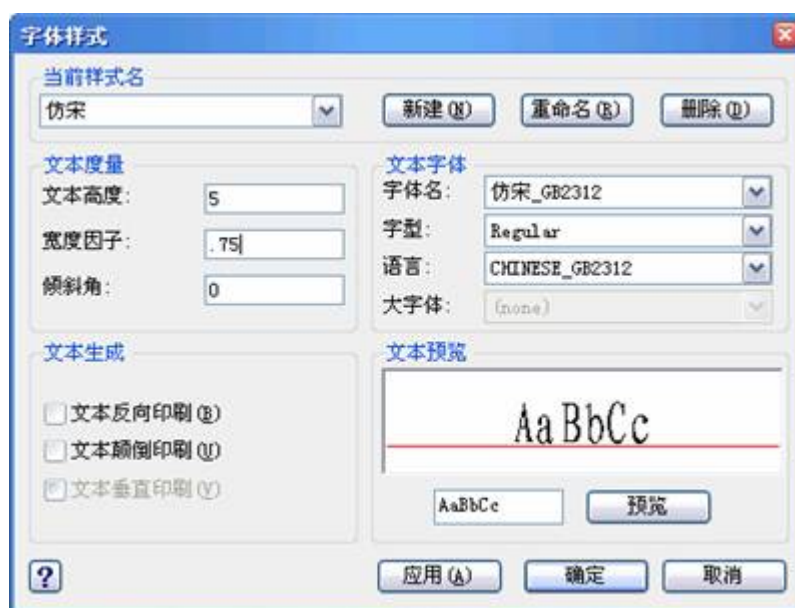 字体样式
当前样式名
仿宋 新建(N) 重命名(R) 删除(D)
文本度量
文本高度: 5
宽度因子: .75
倾斜角: 0
文本字体
字体名: 仿宋_GB2312
字型: Regular
语言: CHINESE_GB2312
大字体: (none)
文本生成
文本反向印刷(B)
文本颠倒印刷(U)
文本垂直印刷(V)
文本预览
AaBbCc
AaBbCc 预览
? 应用(A) 确定 取消